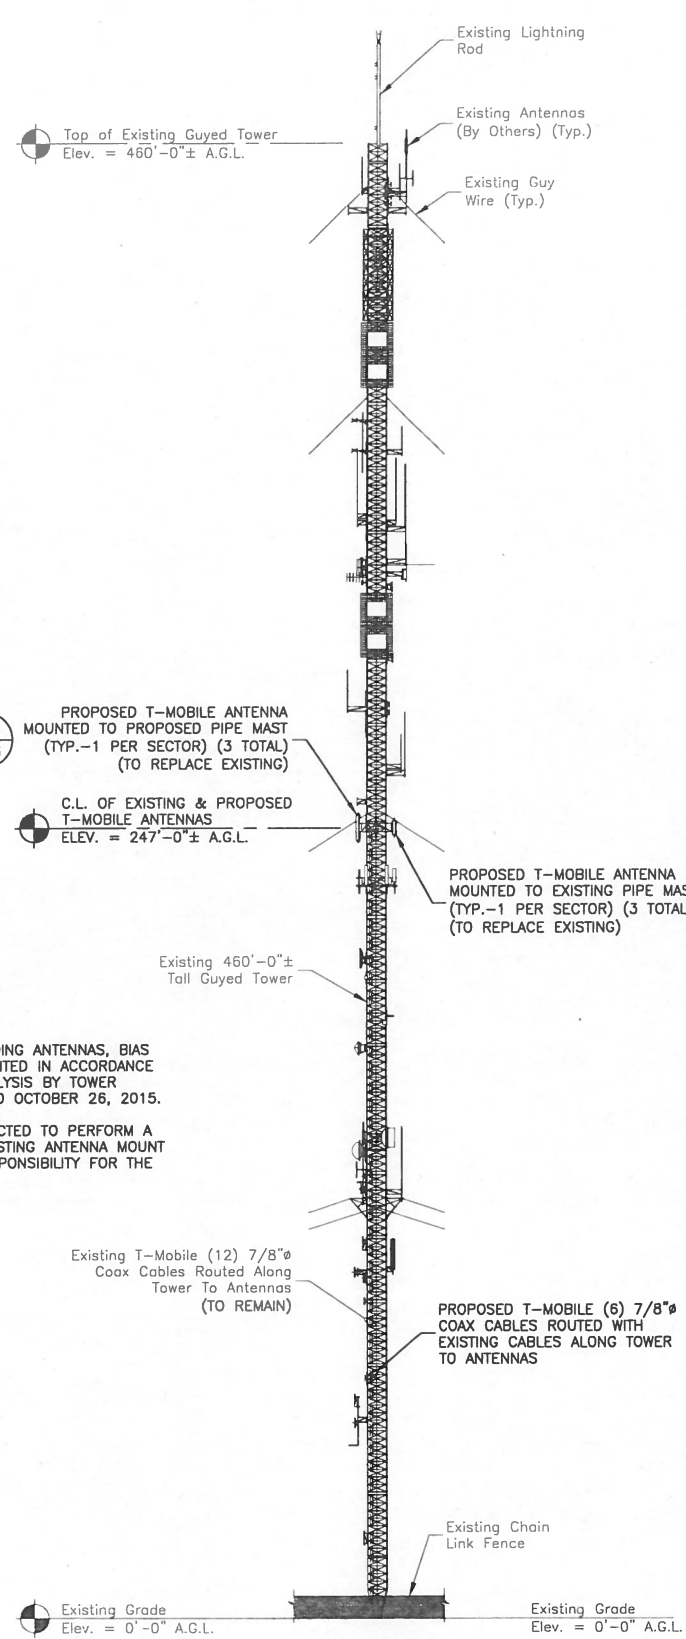 Existing Lightning
Rod
Existing Antennas
(By Others) (Typ.)
Top of Existing Guyed Tower
Elev. = 460'-0"± A.G.L.
Existing Guy
Wire (Typ.)
PROPOSED T-MOBILE ANTENNA
MOUNTED TO PROPOSED PIPE MAST
(TYP.-1 PER SECTOR) (3 TOTAL)
(TO REPLACE EXISTING)
C.L. OF EXISTING & PROPOSED
T-MOBILE ANTENNAS
ELEV. = 247'-0"± A.G.L.
PROPOSED T-MOBILE ANTENNA
MOUNTED TO EXISTING PIPE MAS
(TYP.-1 PER SECTOR) (3 TOTAL
(TO REPLACE EXISTING)
Existing 460'-0"±
Tall Guyed Tower
ANTENNAS, BIAS
IN ACCORDANCE
BY TOWER
OCTOBER 26, 2015.
TO PERFORM A
ANTENNA MOUNT
FOR THE
Existing T-Mobile (12) 7/8"ø
Coax Cables Routed Along
Tower To Antennas
(TO REMAIN)
PROPOSED T-MOBILE (6) 7/8"ø
COAX CABLES ROUTED WITH
EXISTING CABLES ALONG TOWER
TO ANTENNAS
Existing Chain
Link Fence
Existing Grade
Elev. = 0'-0" A.G.L.
Existing Grade
Elev. = 0'-0" A.G.L.